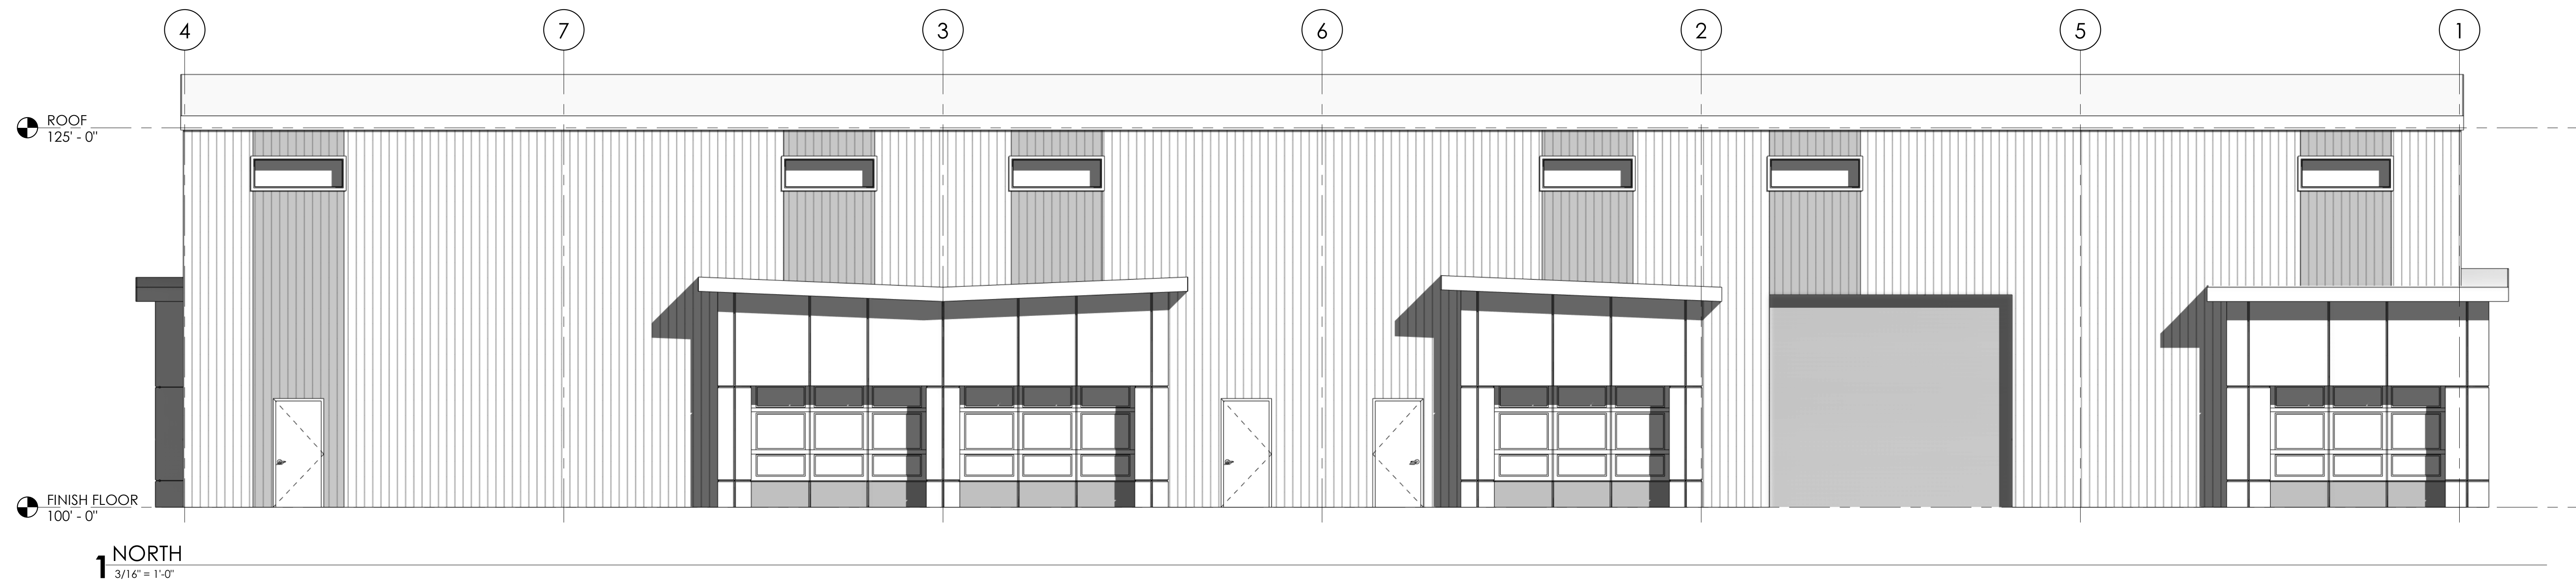 4 7 3 6 2 5 1
ROOF
125' - 0"
FINISH FLOOR
100' - 0"
1 NORTH
3/16" = 1'-0"